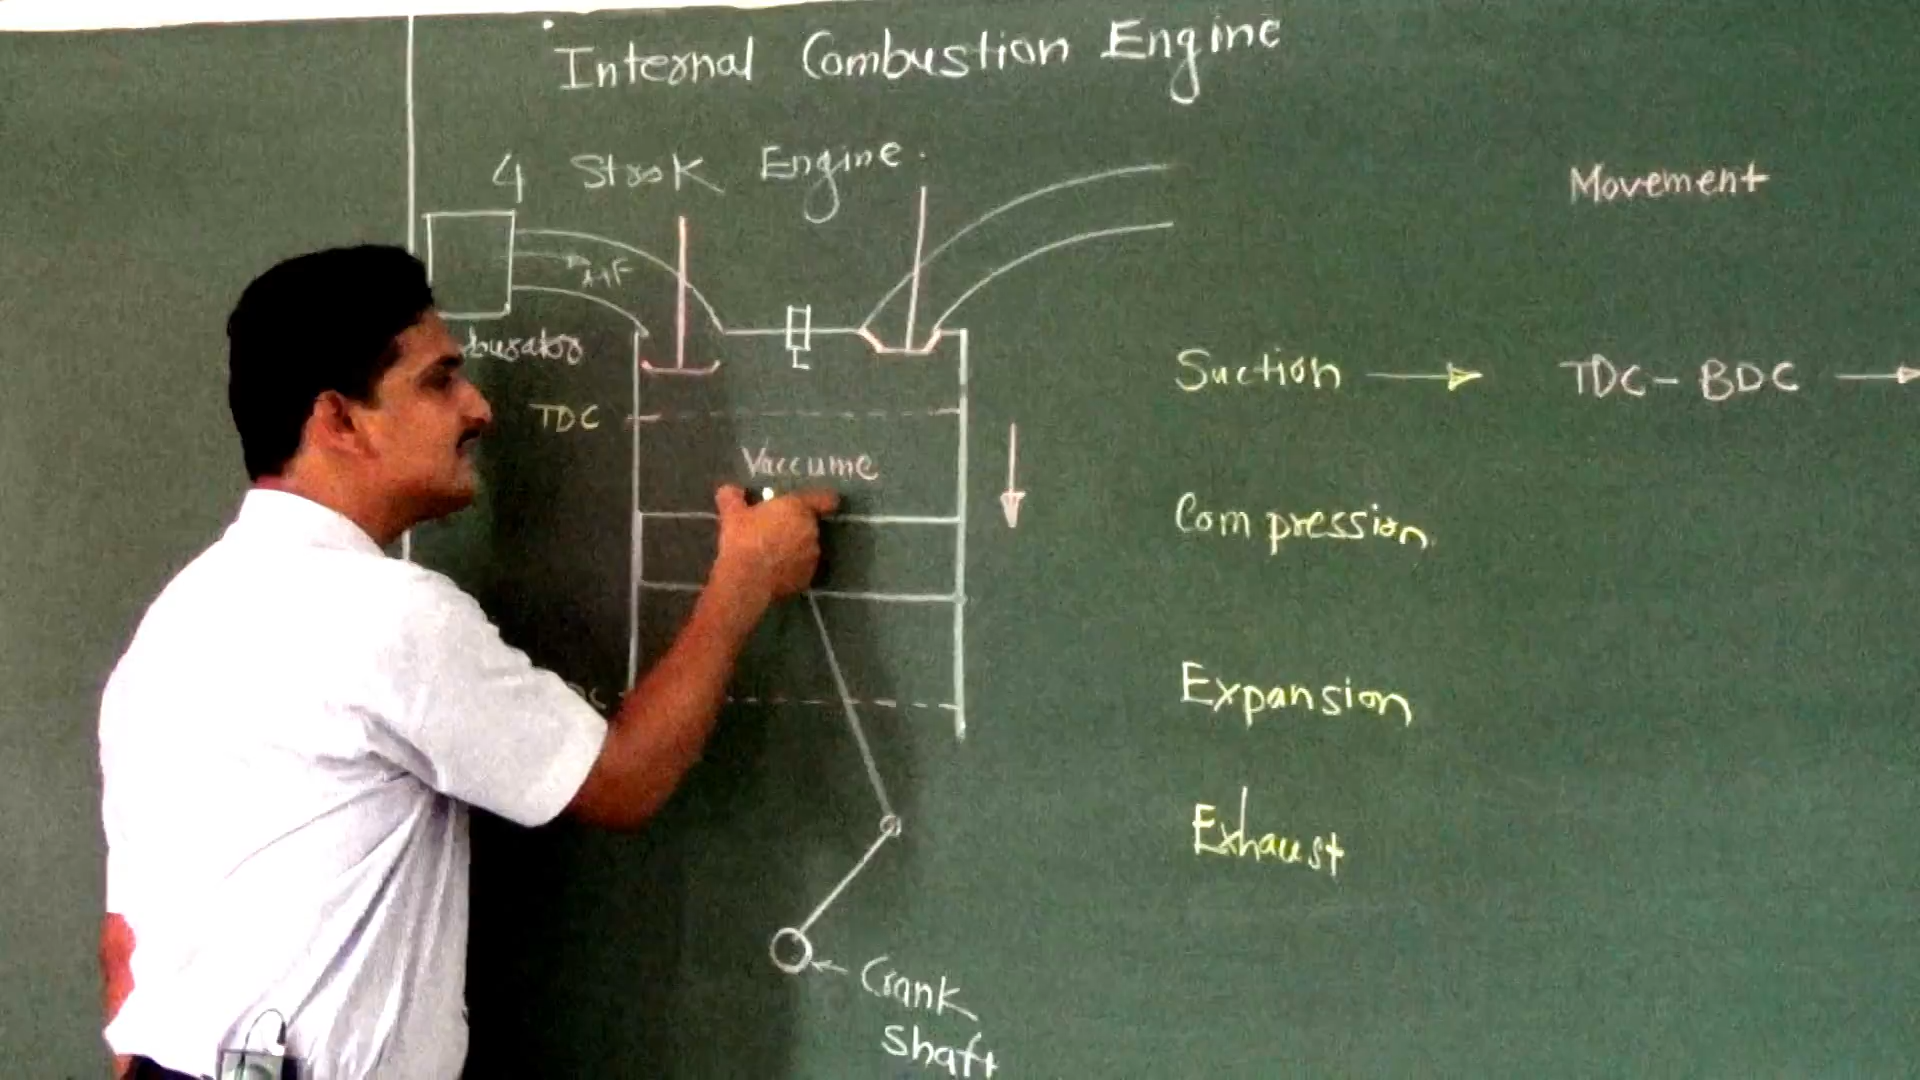 Internal Combustion Engine
4 Strok Engine.
Movement
A+F
TDC
Vaccume
Suction → TDC - BDC →
Compression
Expansion
Exhaust
Crank
Shaft